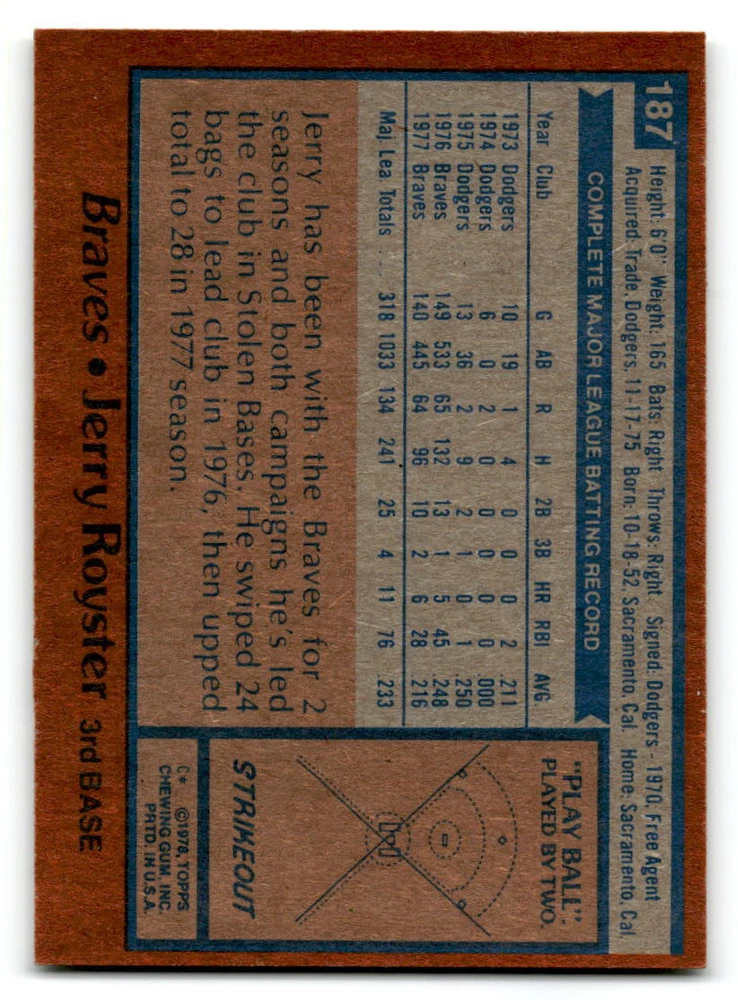 187
Height: 6'0" Weight: 165 Bats: Right Throws: Right Signed: Dodgers - 1970, Free Agent
Acquired: Trade, Dodgers, 11-17-75 Born: 10-18-52, Sacramento, Cal. Home: Sacramento, Cal.
COMPLETE MAJOR LEAGUE BATTING RECORD
Year Club G AB R H 2B 3B HR RBI AVG
1973 Dodgers 10 19 1 4 0 0 0 2 .211
1974 Dodgers 6 0 2 0 0 0 0 0 .000
1975 Dodgers 13 36 2 9 2 1 0 1 .250
1976 Braves 149 533 65 132 13 1 5 45 .248
1977 Braves 140 445 64 96 10 2 6 28 .216
Maj. Lea. Totals ... 318 1033 134 241 25 4 11 76 .233
Jerry has been with the Braves for 2
seasons and both campaigns he's led
the club in Stolen Bases. He swiped 24
bags to lead club in 1976, then upped
total to 28 in 1977 season.
"PLAY BALL".
PLAYED BY TWO.
STRIKEOUT
C* ©1978, TOPPS
CHEWING GUM, INC.
PRTD. IN U.S.A.
Braves • Jerry Royster 3rd BASE